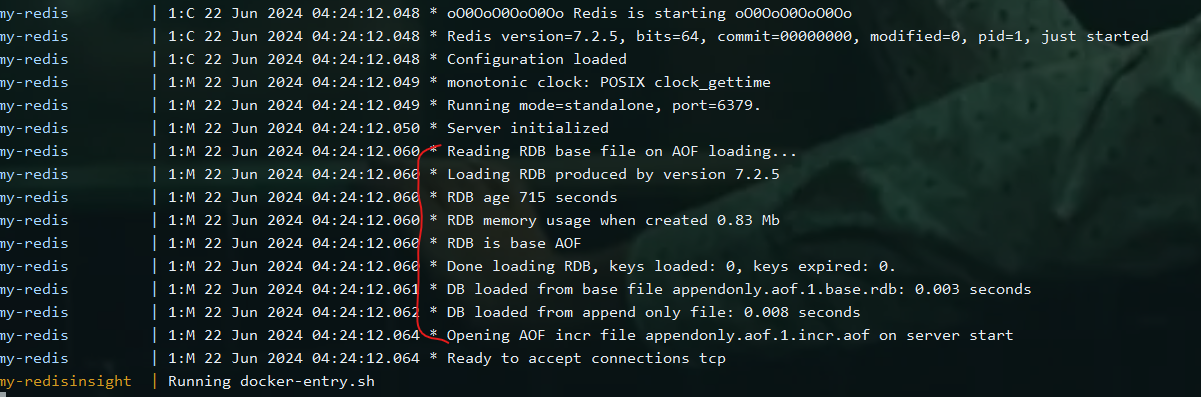 my-redis | 1:C 22 Jun 2024 04:24:12.048 * oO0OoO0OoO0Oo Redis is starting oO0OoO0OoO0Oo
my-redis | 1:C 22 Jun 2024 04:24:12.048 * Redis version=7.2.5, bits=64, commit=00000000, modified=0, pid=1, just started
my-redis | 1:C 22 Jun 2024 04:24:12.048 * Configuration loaded
my-redis | 1:M 22 Jun 2024 04:24:12.049 * monotonic clock: POSIX clock_gettime
my-redis | 1:M 22 Jun 2024 04:24:12.049 * Running mode=standalone, port=6379.
my-redis | 1:M 22 Jun 2024 04:24:12.050 * Server initialized
my-redis | 1:M 22 Jun 2024 04:24:12.060 * Reading RDB base file on AOF loading...
my-redis | 1:M 22 Jun 2024 04:24:12.060 * Loading RDB produced by version 7.2.5
my-redis | 1:M 22 Jun 2024 04:24:12.060 * RDB age 715 seconds
my-redis | 1:M 22 Jun 2024 04:24:12.060 * RDB memory usage when created 0.83 Mb
my-redis | 1:M 22 Jun 2024 04:24:12.060 * RDB is base AOF
my-redis | 1:M 22 Jun 2024 04:24:12.060 * Done loading RDB, keys loaded: 0, keys expired: 0.
my-redis | 1:M 22 Jun 2024 04:24:12.061 * DB loaded from base file appendonly.aof.1.base.rdb: 0.003 seconds
my-redis | 1:M 22 Jun 2024 04:24:12.062 * DB loaded from append only file: 0.008 seconds
my-redis | 1:M 22 Jun 2024 04:24:12.064 * Opening AOF incr file appendonly.aof.1.incr.aof on server start
my-redis | 1:M 22 Jun 2024 04:24:12.064 * Ready to accept connections tcp
my-redisinsight | Running docker-entry.sh